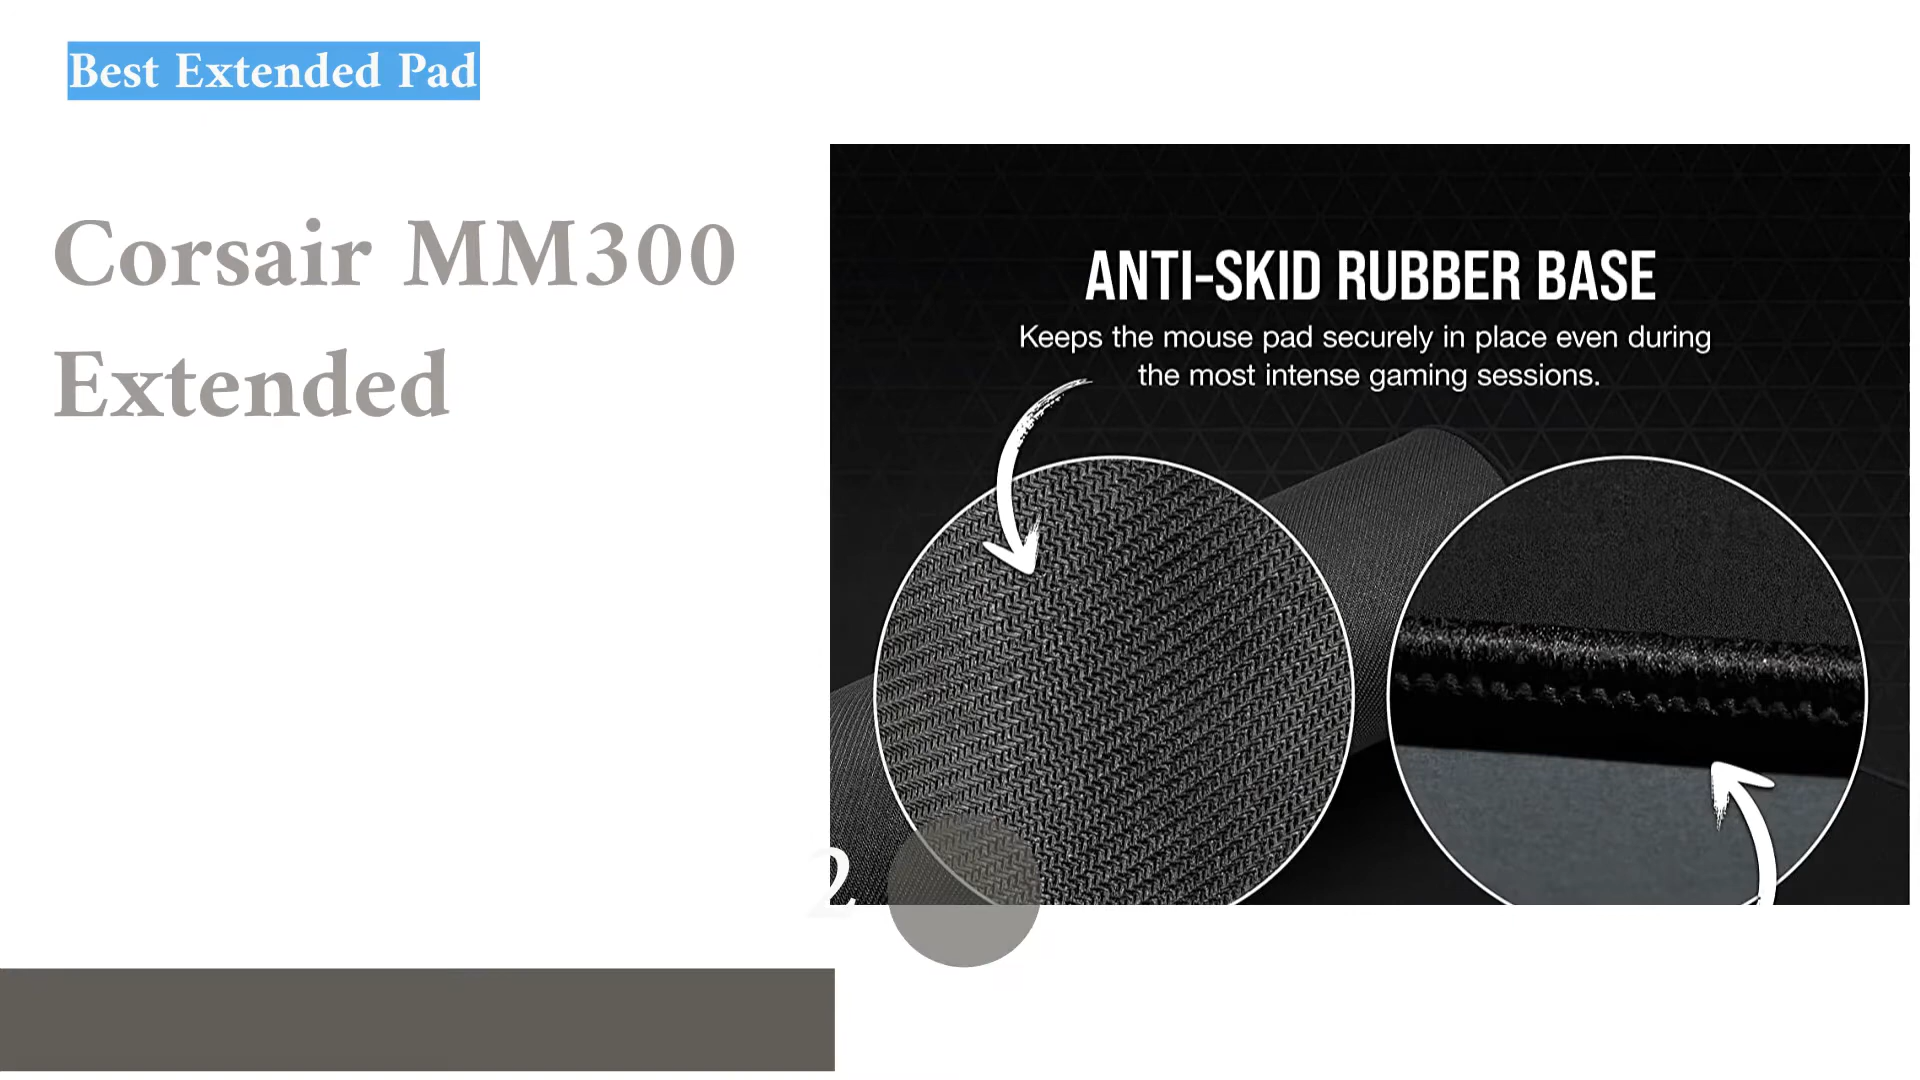 Best Extended Pad
Corsair MM300
Extended
ANTI-SKID RUBBER BASE
Keeps the mouse pad securely in place even during
the most intense gaming sessions.
2